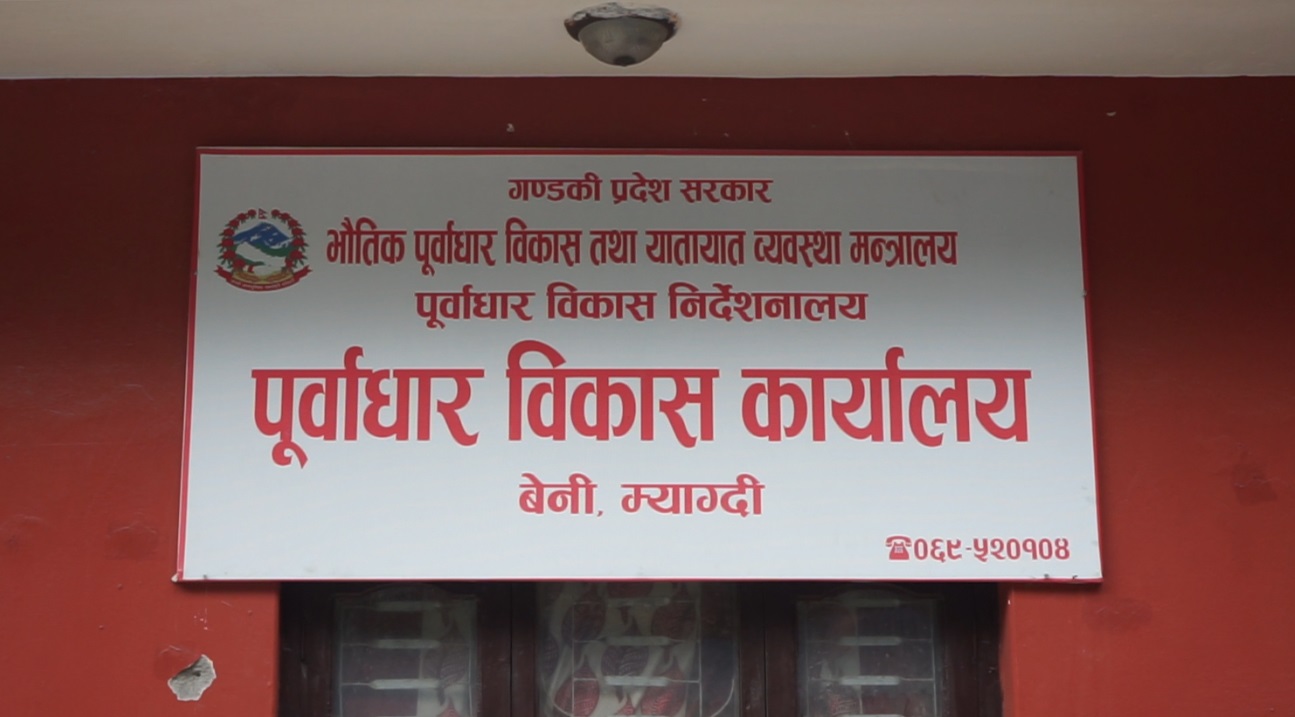 गण्डकी प्रदेश सरकार
भौतिक पूर्वाधार विकास तथा यातायात व्यवस्था मन्त्रालय
पूर्वाधार विकास निर्देशनालय
पूर्वाधार विकास कार्यालय
बेनी, म्याग्दी
☎०६९-५२०१०४